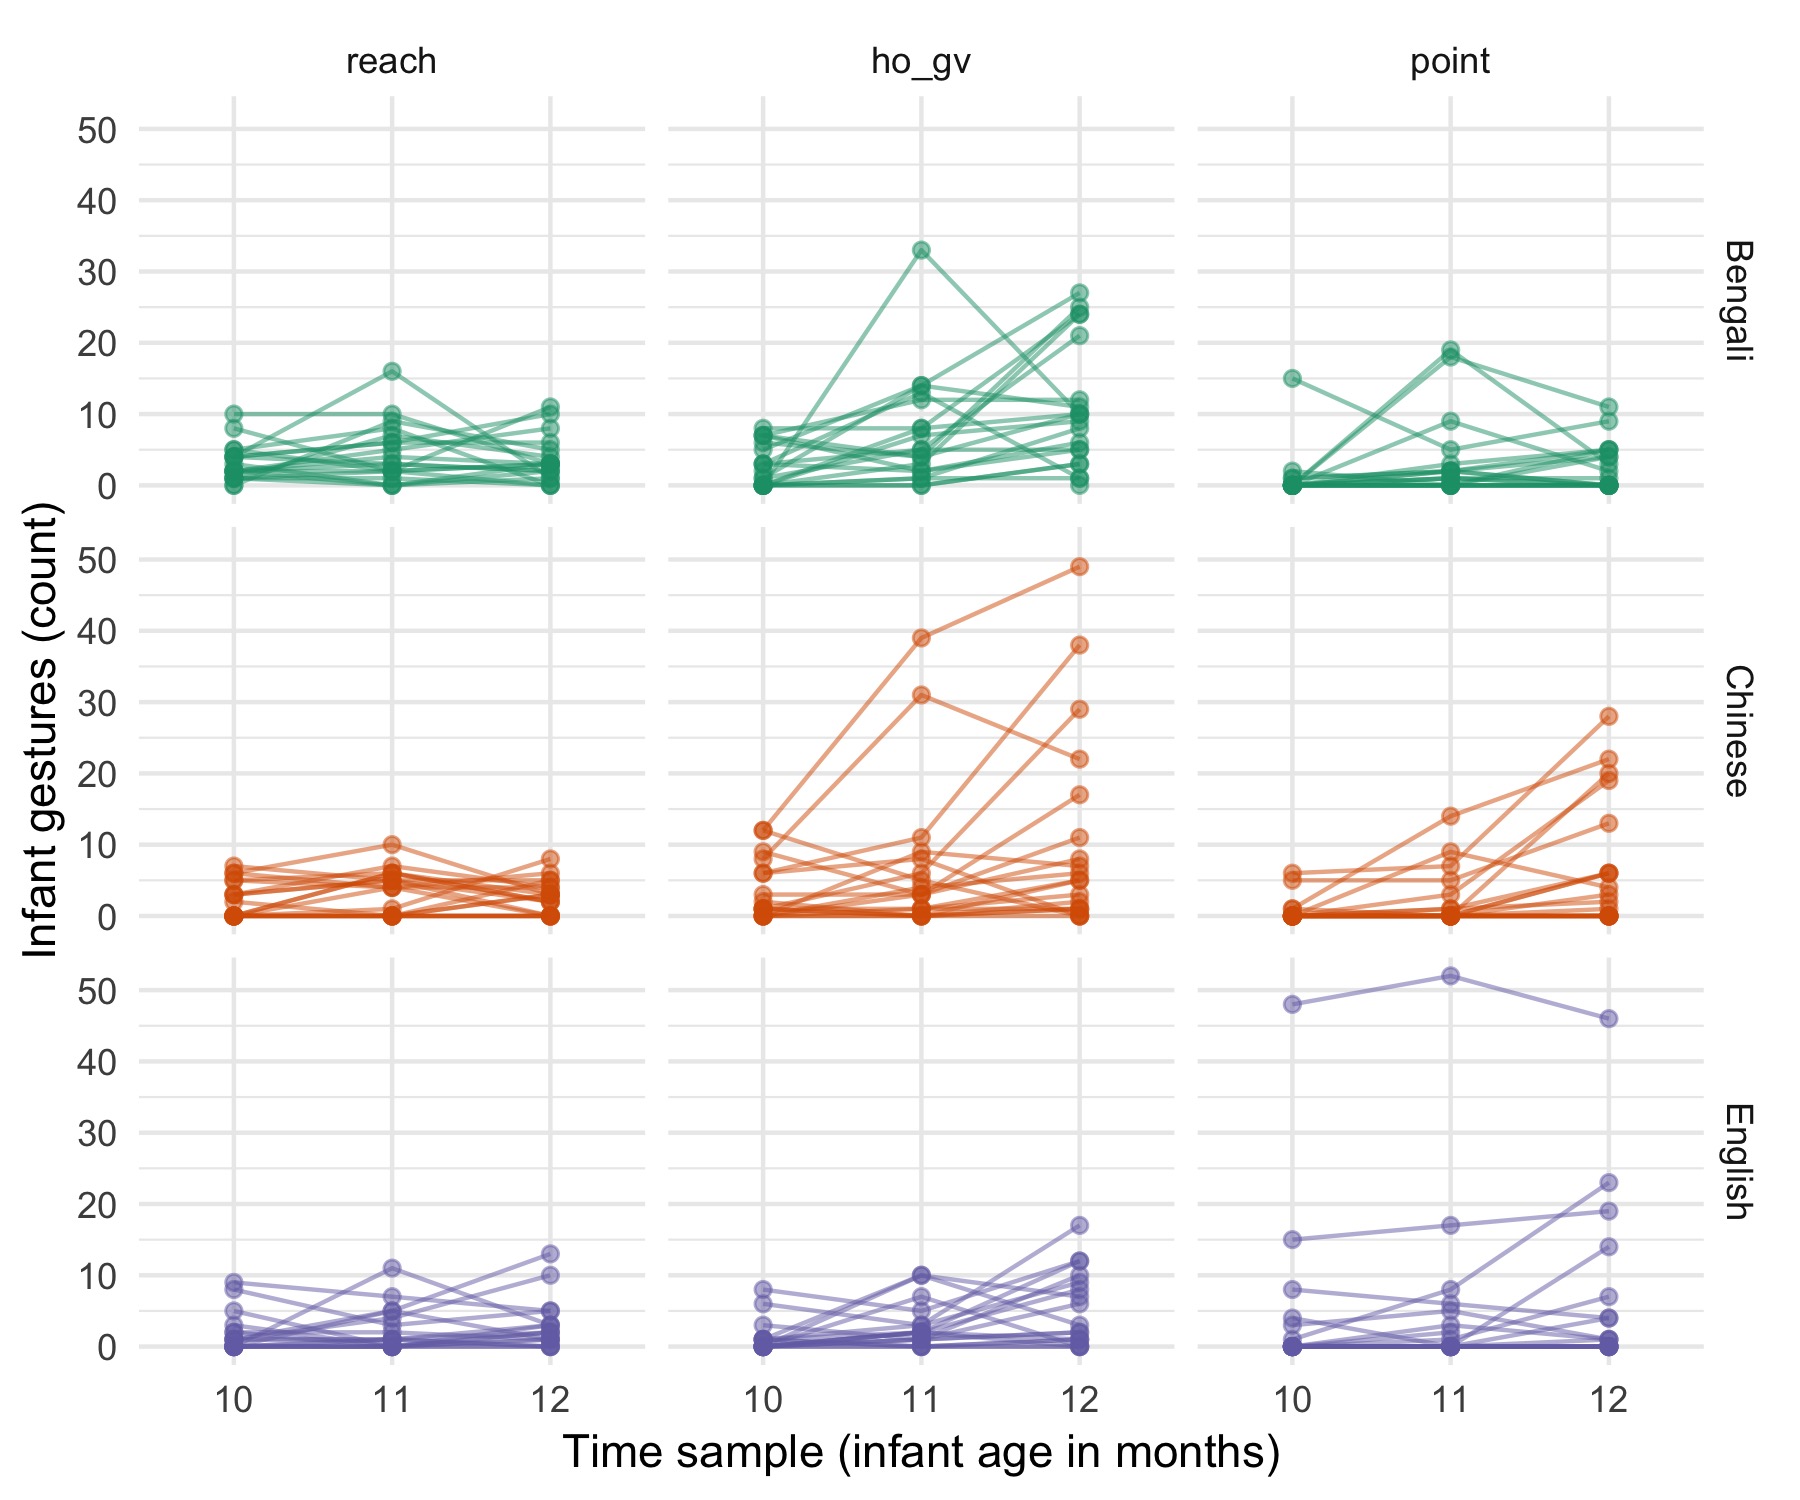 reach ho_gv point
50
40
30
20
10
0
Bengali
50
40
30
20
10
0
Chinese
50
40
30
20
10
0
English
Infant gestures (count)
10 11 12 10 11 12 10 11 12
Time sample (infant age in months)